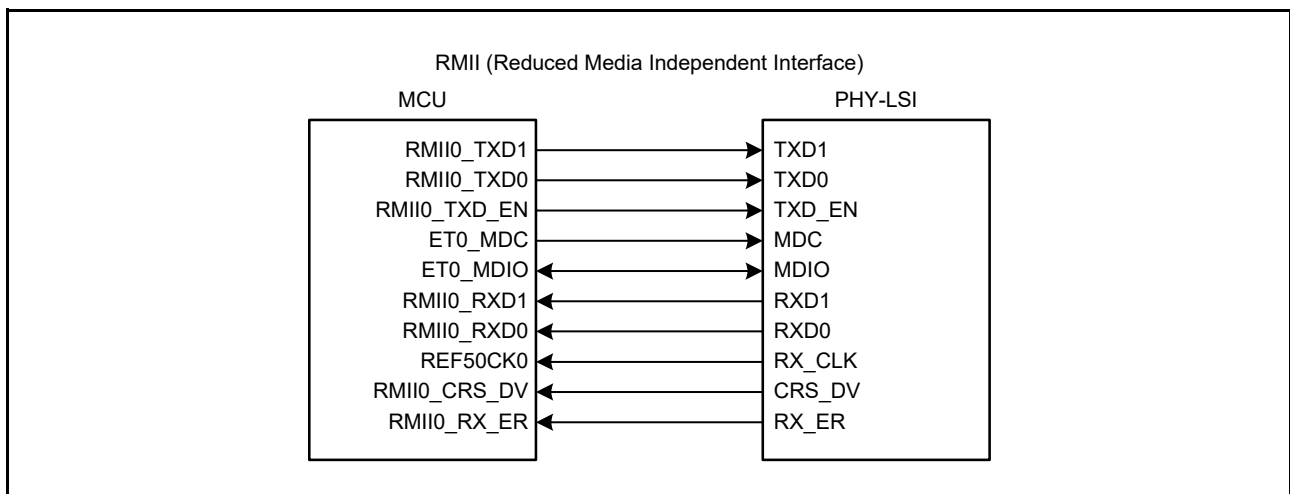 RMII (Reduced Media Independent Interface)
MCU PHY-LSI
RMII0_TXD1 TXD1
RMII0_TXD0 TXD0
RMII0_TXD_EN TXD_EN
ET0_MDC MDC
ET0_MDIO MDIO
RMII0_RXD1 RXD1
RMII0_RXD0 RXD0
REF50CK0 RX_CLK
RMII0_CRS_DV CRS_DV
RMII0_RX_ER RX_ER